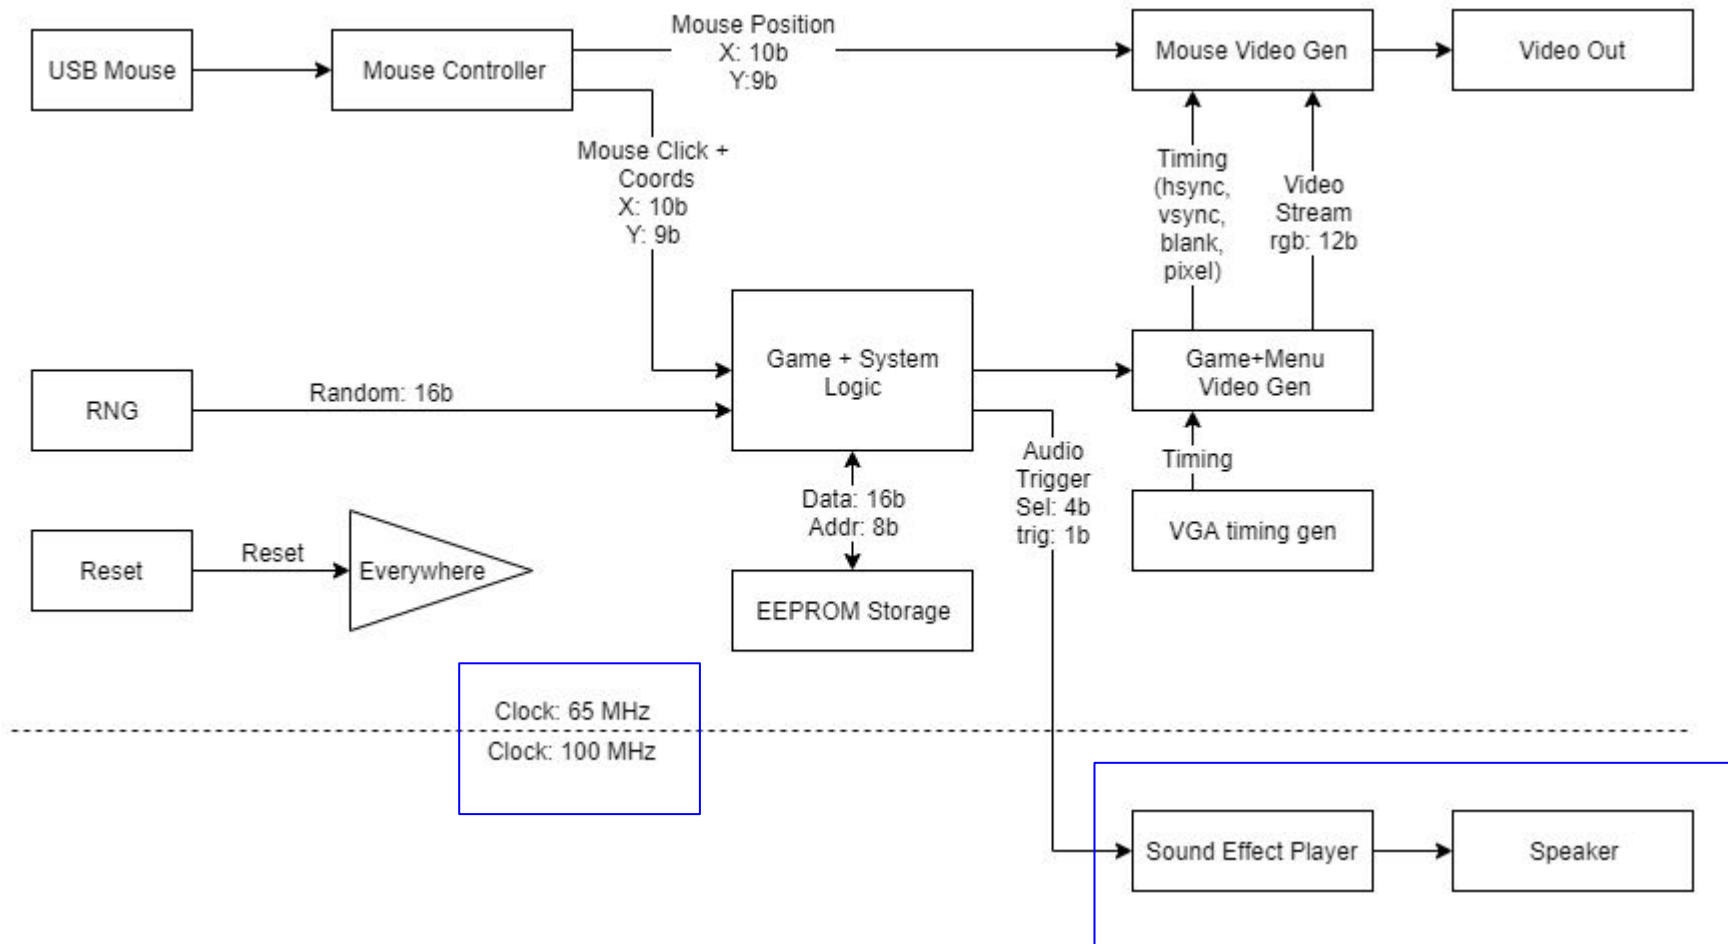 Mouse Position
X: 10b
Y:9b
USB Mouse
Mouse Controller
Mouse Video Gen
Video Out
Mouse Click +
Coords
X: 10b
Y: 9b
Timing
(hsync,
vsync,
blank,
pixel)
Video
Stream
rgb: 12b
RNG
Random: 16b
Game + System
Logic
Game+Menu
Video Gen
Audio
Trigger
Sel: 4b
trig: 1b
Timing
VGA timing gen
Data: 16b
Addr: 8b
EEPROM Storage
Reset
Reset
Everywhere
Clock: 65 MHz
Clock: 100 MHz
Sound Effect Player
Speaker